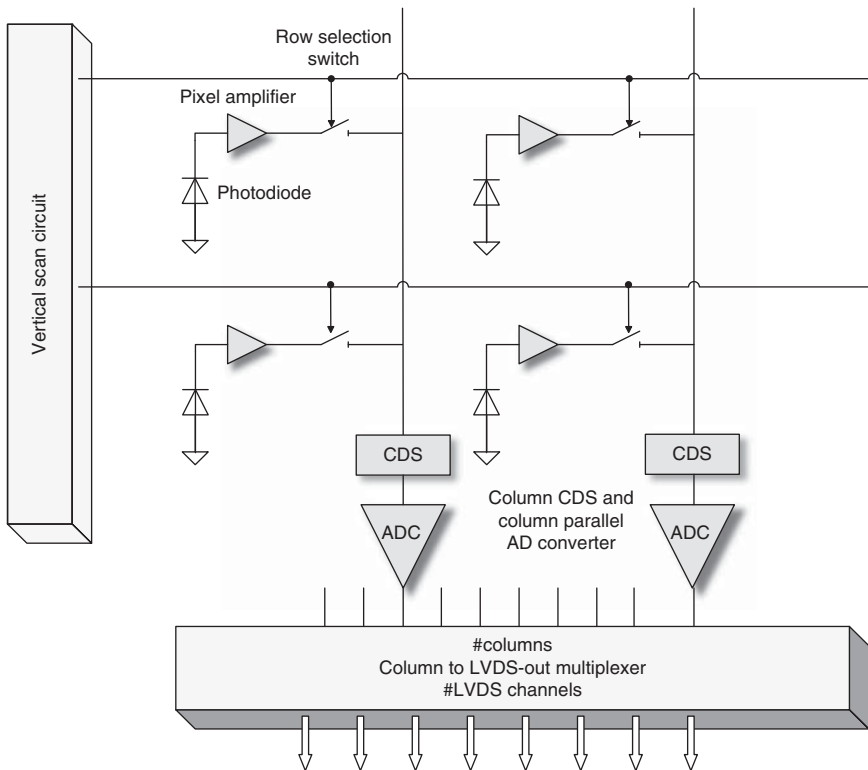 Row selection
switch
Pixel amplifier
Photodiode
Vertical scan circuit
CDS
CDS
Column CDS and
column parallel
AD converter
ADC
ADC
#columns
Column to LVDS-out multiplexer
#LVDS channels